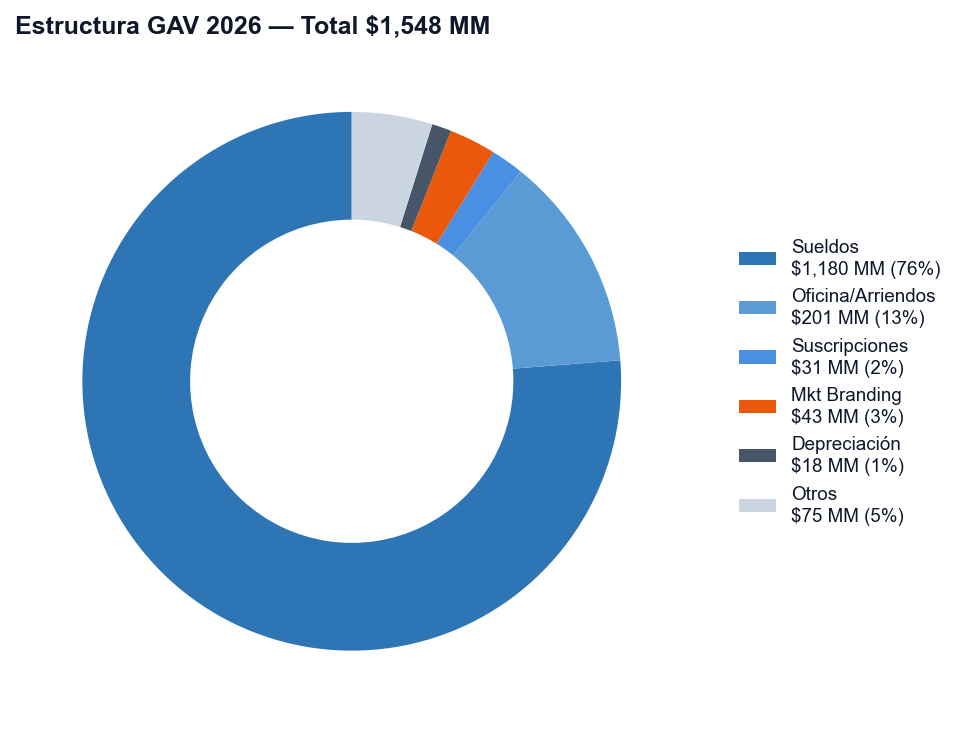 Estructura GAV 2026 — Total $1,548 MM
Sueldos
$1,180 MM (76%)
Oficina/Arriendos
$201 MM (13%)
Suscripciones
$31 MM (2%)
Mkt Branding
$43 MM (3%)
Depreciación
$18 MM (1%)
Otros
$75 MM (5%)